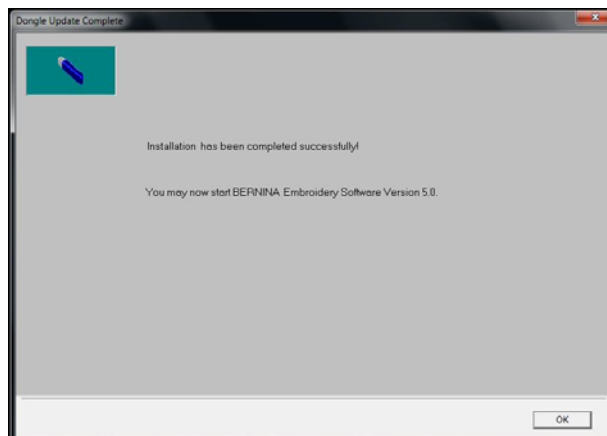 Dongle Update Complete
Installation has been completed successfully!
You may now start BERNINA Embroidery Software Version 5.0.
OK